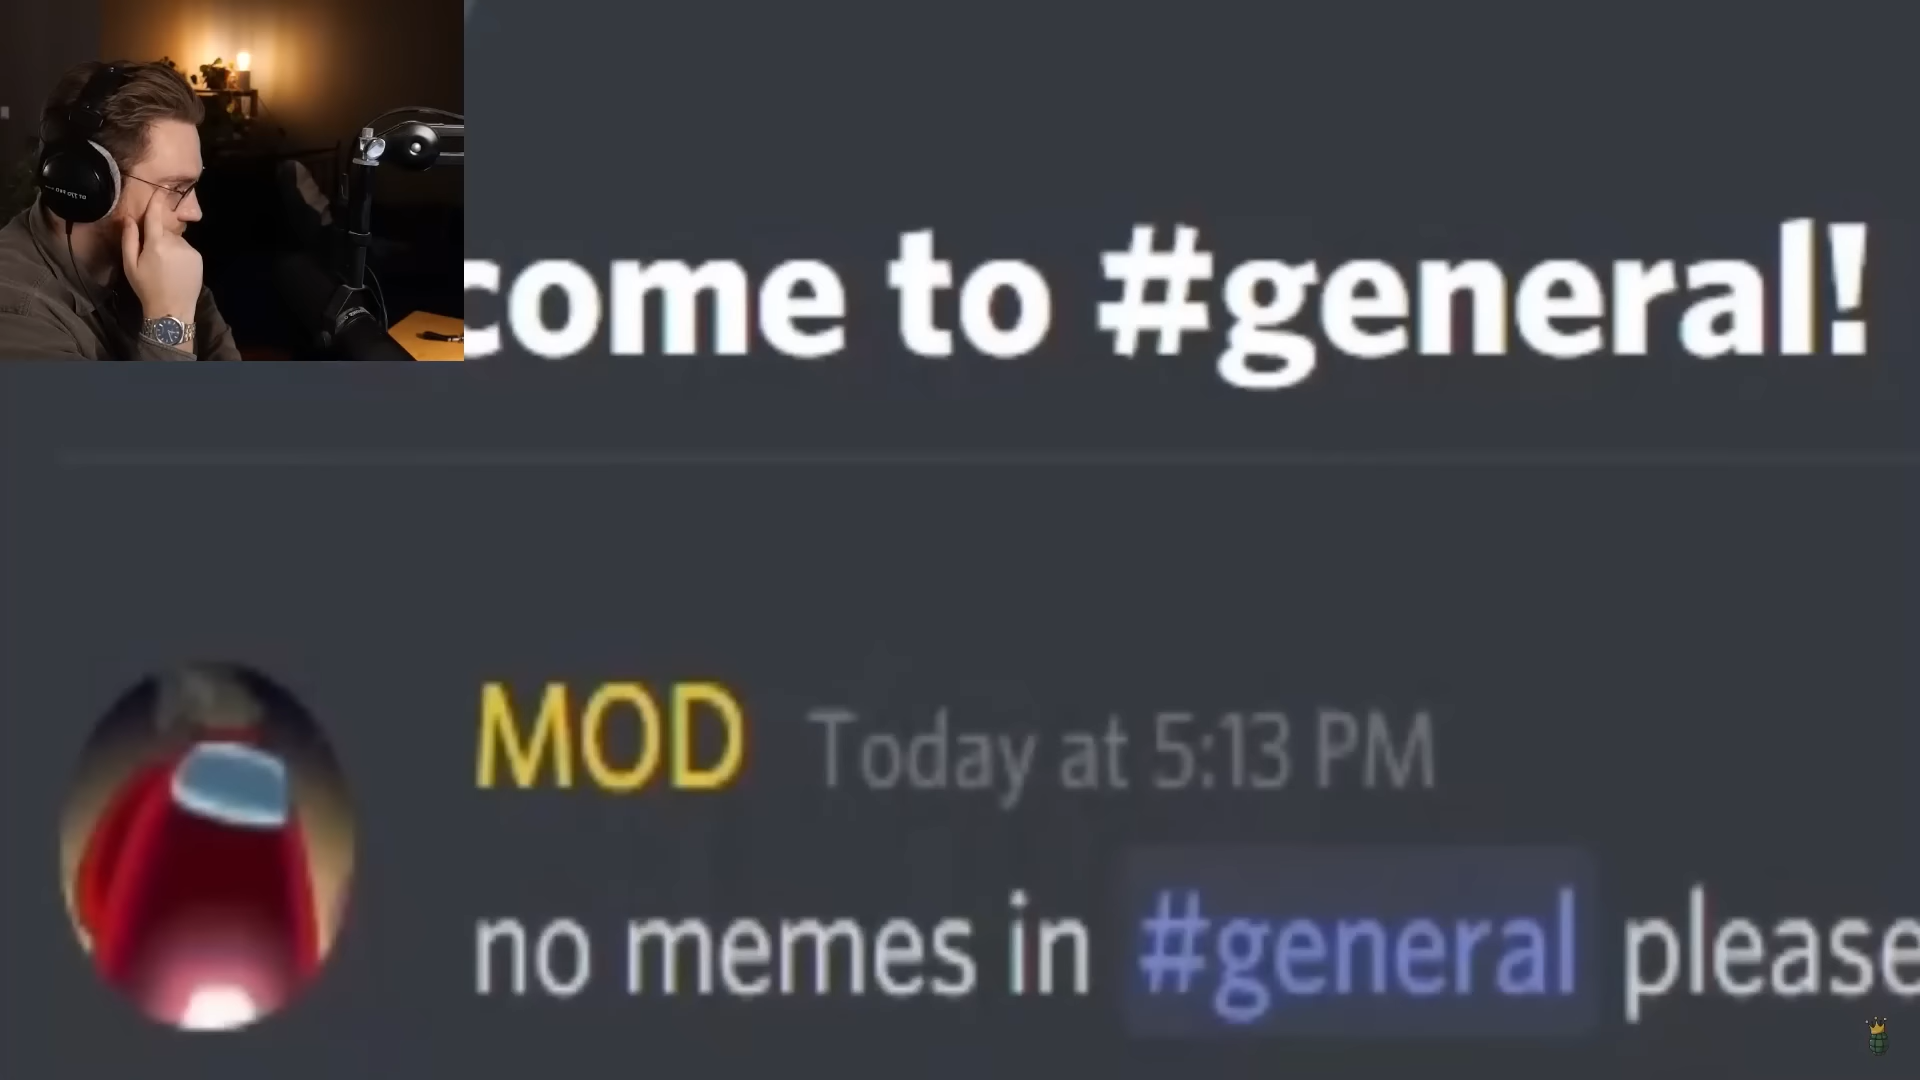 come to #general!
MOD Today at 5:13 PM
no memes in #general please